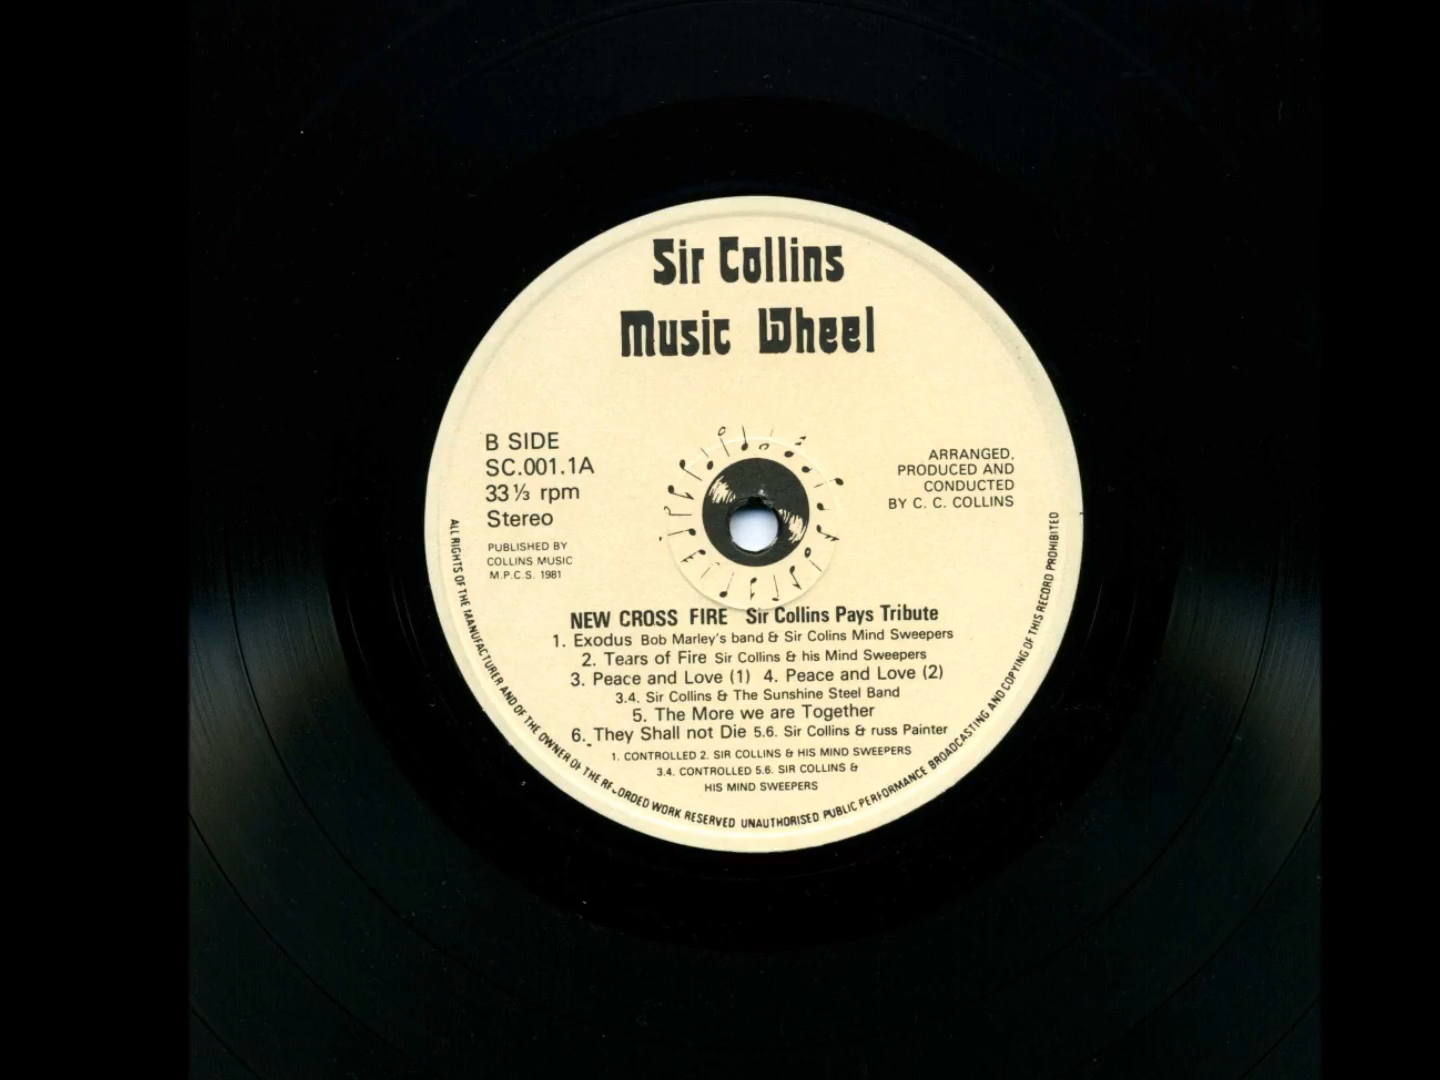 Sir Collins
Music Wheel
B SIDE
SC.001.1A
33⅓ rpm
Stereo
PUBLISHED BY
COLLINS MUSIC
M.P.C.S. 1981
ARRANGED,
PRODUCED AND
CONDUCTED
BY C. C. COLLINS
NEW CROSS FIRE Sir Collins Pays Tribute
1. Exodus Bob Marley's band & Sir Colins Mind Sweepers
2. Tears of Fire Sir Collins & his Mind Sweepers
3. Peace and Love (1) 4. Peace and Love (2)
3.4. Sir Collins & The Sunshine Steel Band
5. The More we are Together
6. They Shall not Die 5.6. Sir Collins & russ Painter
1. CONTROLLED 2. SIR COLLINS & HIS MIND SWEEPERS
3.4. CONTROLLED 5.6. SIR COLLINS &
HIS MIND SWEEPERS
ALL RIGHTS OF THE MANUFACTURER AND OF THE OWNER OF THE RECORDED WORK RESERVED UNAUTHORISED PUBLIC PERFORMANCE BROADCASTING AND COPYING OF THIS RECORD PROHIBITED